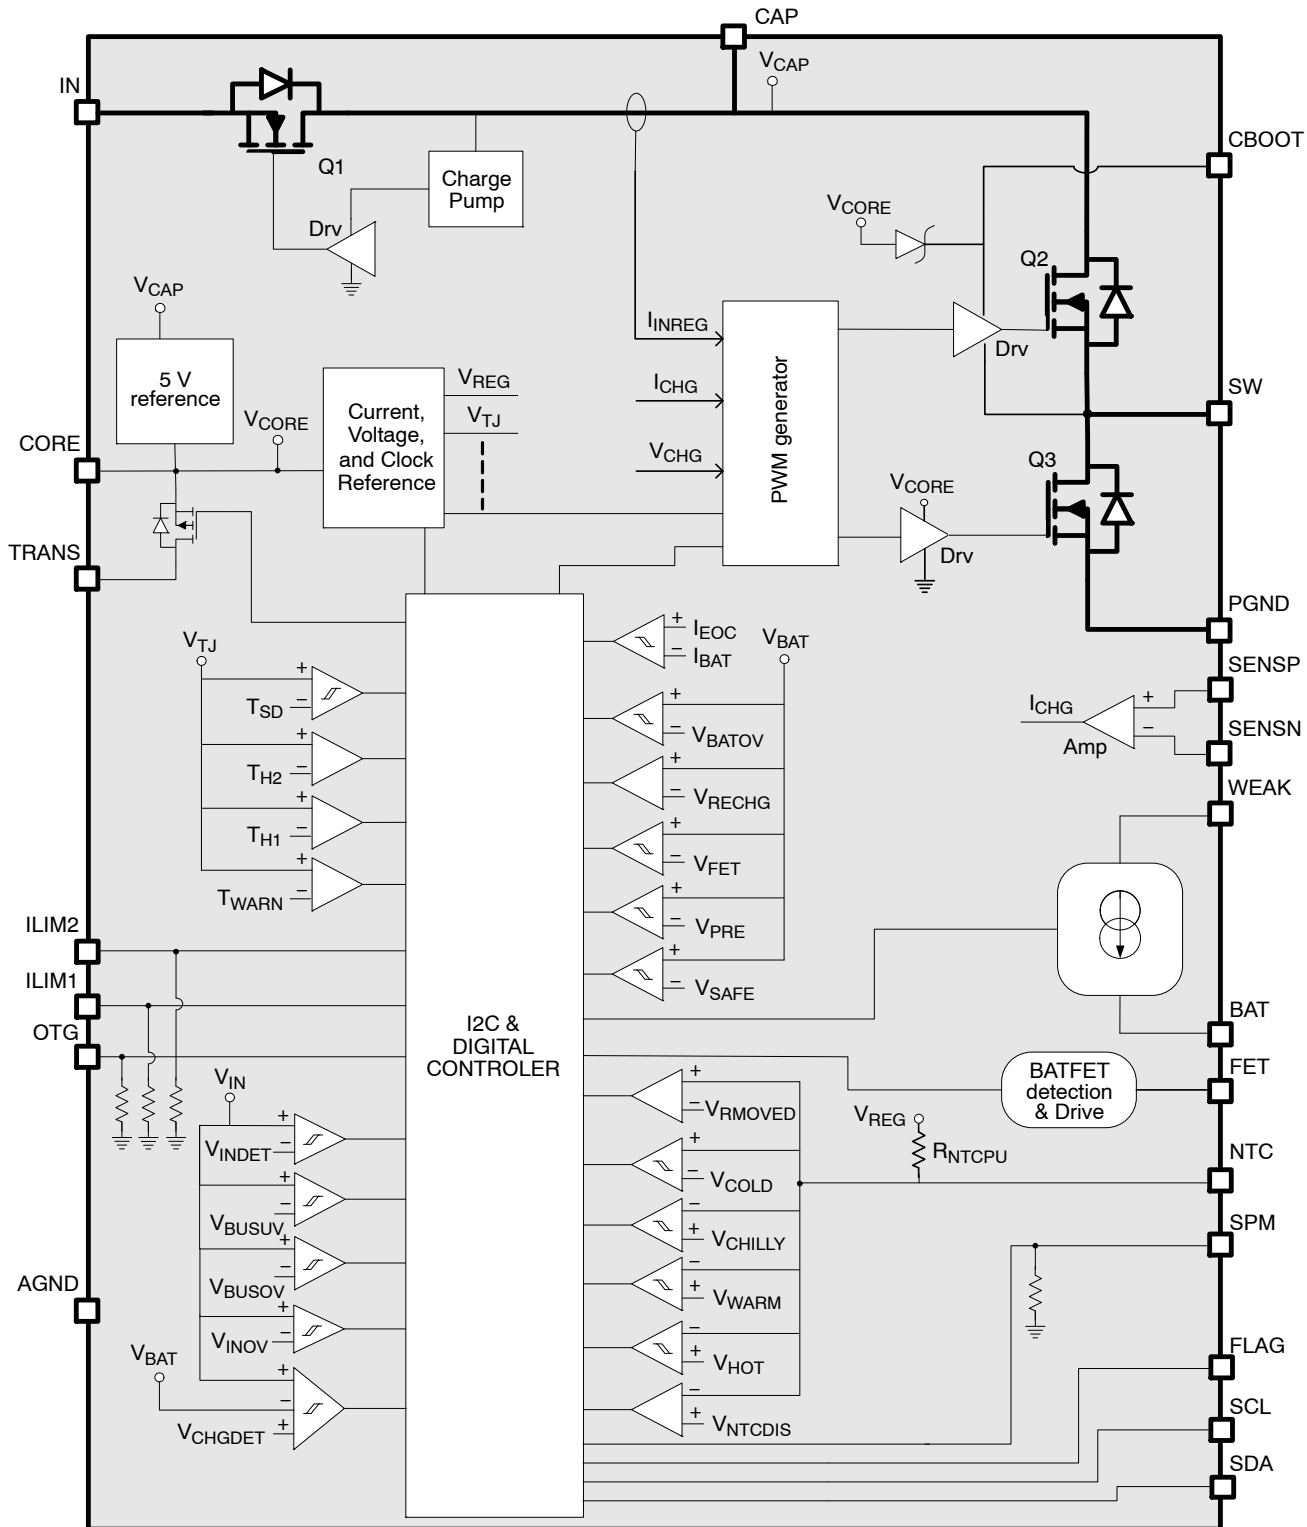 CAP
IN
VCAP
Q1
CBOOT
Charge
Pump
Drv
VCORE
Q2
VCAP
IINREG
Drv
5 V
reference
VREG
ICHG
SW
Current,
Voltage,
and Clock
Reference
VTJ
VCORE
PWM generator
CORE
VCHG
Q3
VCORE
TRANS
Drv
PGND
+
IEOC
−
IBAT
VBAT
VTJ
SENSP
+
TSD
−
ICHG
+
−
Amp
SENSN
+
VBATOV
−
+
TH2
−
+
VRECHG
−
WEAK
+
TH1
−
+
VFET
−
+
TWARN
−
+
VPRE
−
ILIM2
+
VSAFE
−
ILIM1
BAT
OTG
I2C &
DIGITAL
CONTROLER
FET
BATFET
detection
& Drive
VIN
+
VRMOVED
−
VREG
+
VINDET
−
RNTCPU
NTC
+
VCOLD
−
+
VBUSUV
−
−
VCHILLY
+
SPM
+
VBUSOV
−
−
VWARM
+
AGND
+
VINOV
−
−
VHOT
+
FLAG
VBAT
+
−
VCHGDET
+
−
VNTCDIS
+
SCL
SDA